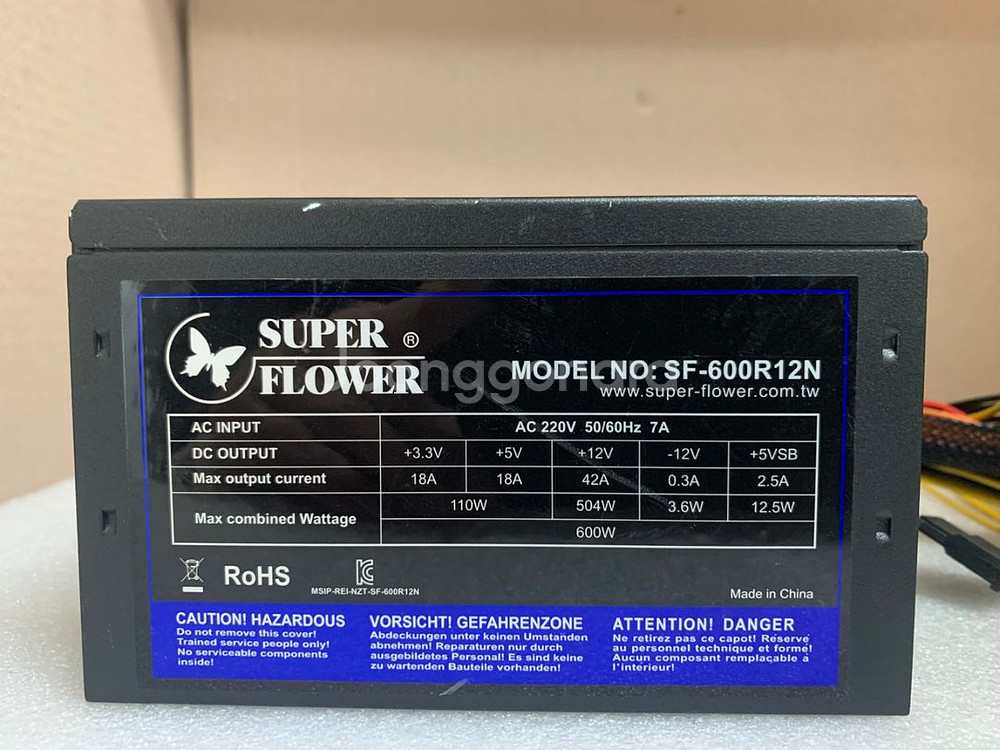 SUPER ®
FLOWER
MODEL NO: SF-600R12N
www.super-flower.com.tw
AC INPUT AC 220V 50/60Hz 7A
DC OUTPUT +3.3V +5V +12V -12V +5VSB
Max output current 18A 18A 42A 0.3A 2.5A
Max combined Wattage 110W 504W 3.6W 12.5W
600W
RoHS
MSIP-REI-NZT-SF-600R12N
Made in China
CAUTION! HAZARDOUS
Do not remove this cover!
Trained service people only!
No serviceable components
inside!
VORSICHT! GEFAHRENZONE
Abdeckungen unter keinen Umständen
abnehmen! Reparaturen nur durch
ausgebildetes Personal! Es sind keine
zu wartenden Bauteile vorhanden!
ATTENTION! DANGER
Ne retirez pas ce capot! Réservé
au personnel technique et formé!
Aucun composant remplaçable à
l'intérieur!